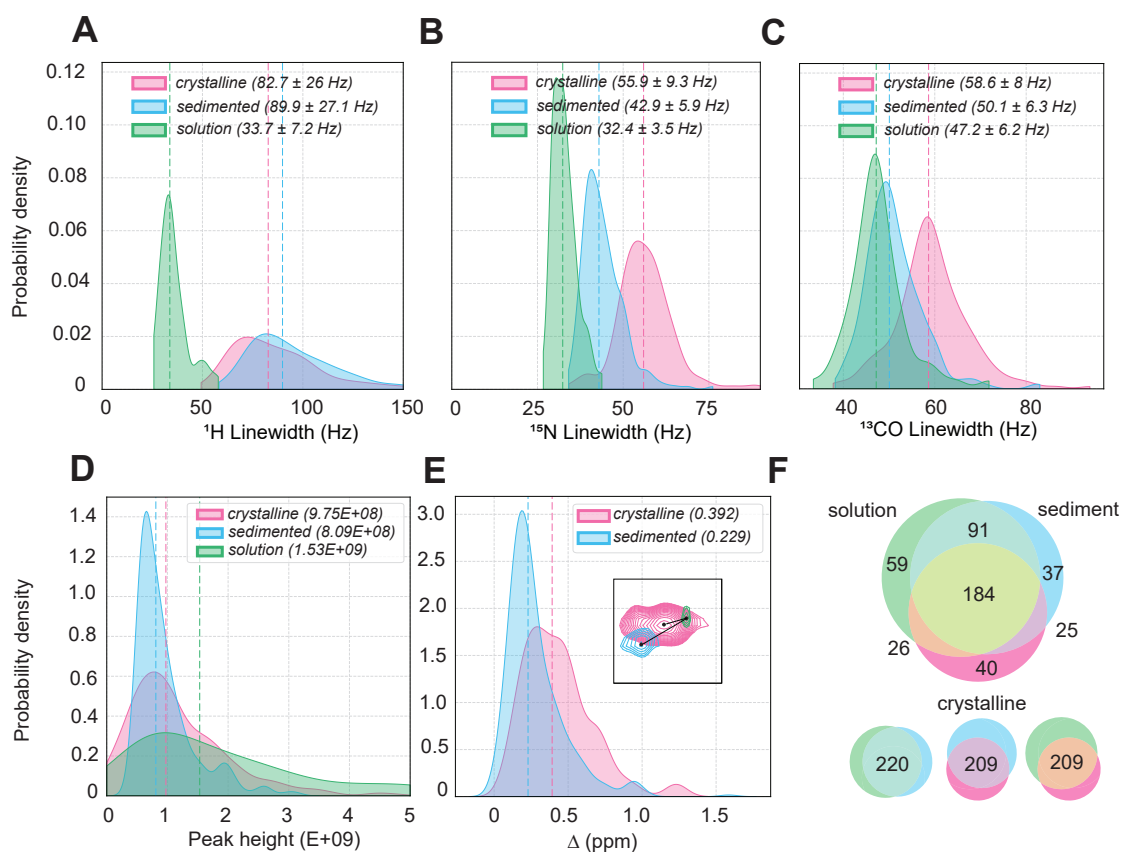 A
B
C
0.12
0.10
0.08
0.06
0.04
0.02
0
Probability density
crystalline (82.7 ± 26 Hz)
sedimented (89.9 ± 27.1 Hz)
solution (33.7 ± 7.2 Hz)
0
50
100
150
¹H Linewidth (Hz)
crystalline (55.9 ± 9.3 Hz)
sedimented (42.9 ± 5.9 Hz)
solution (32.4 ± 3.5 Hz)
0
25
50
75
¹⁵N Linewidth (Hz)
crystalline (58.6 ± 8 Hz)
sedimented (50.1 ± 6.3 Hz)
solution (47.2 ± 6.2 Hz)
40
60
80
¹³CO Linewidth (Hz)
D
E
F
1.4
1.2
1.0
0.8
0.6
0.4
0.2
0
Probability density
crystalline (9.75E+08)
sedimented (8.09E+08)
solution (1.53E+09)
0
1
2
3
4
5
Peak height (E+09)
3.0
2.5
2.0
1.5
1.0
0.5
0.0
crystalline (0.392)
sedimented (0.229)
0
0.5
1.0
1.5
Δ (ppm)
solution
sediment
91
59
37
184
26
25
40
crystalline
220
209
209